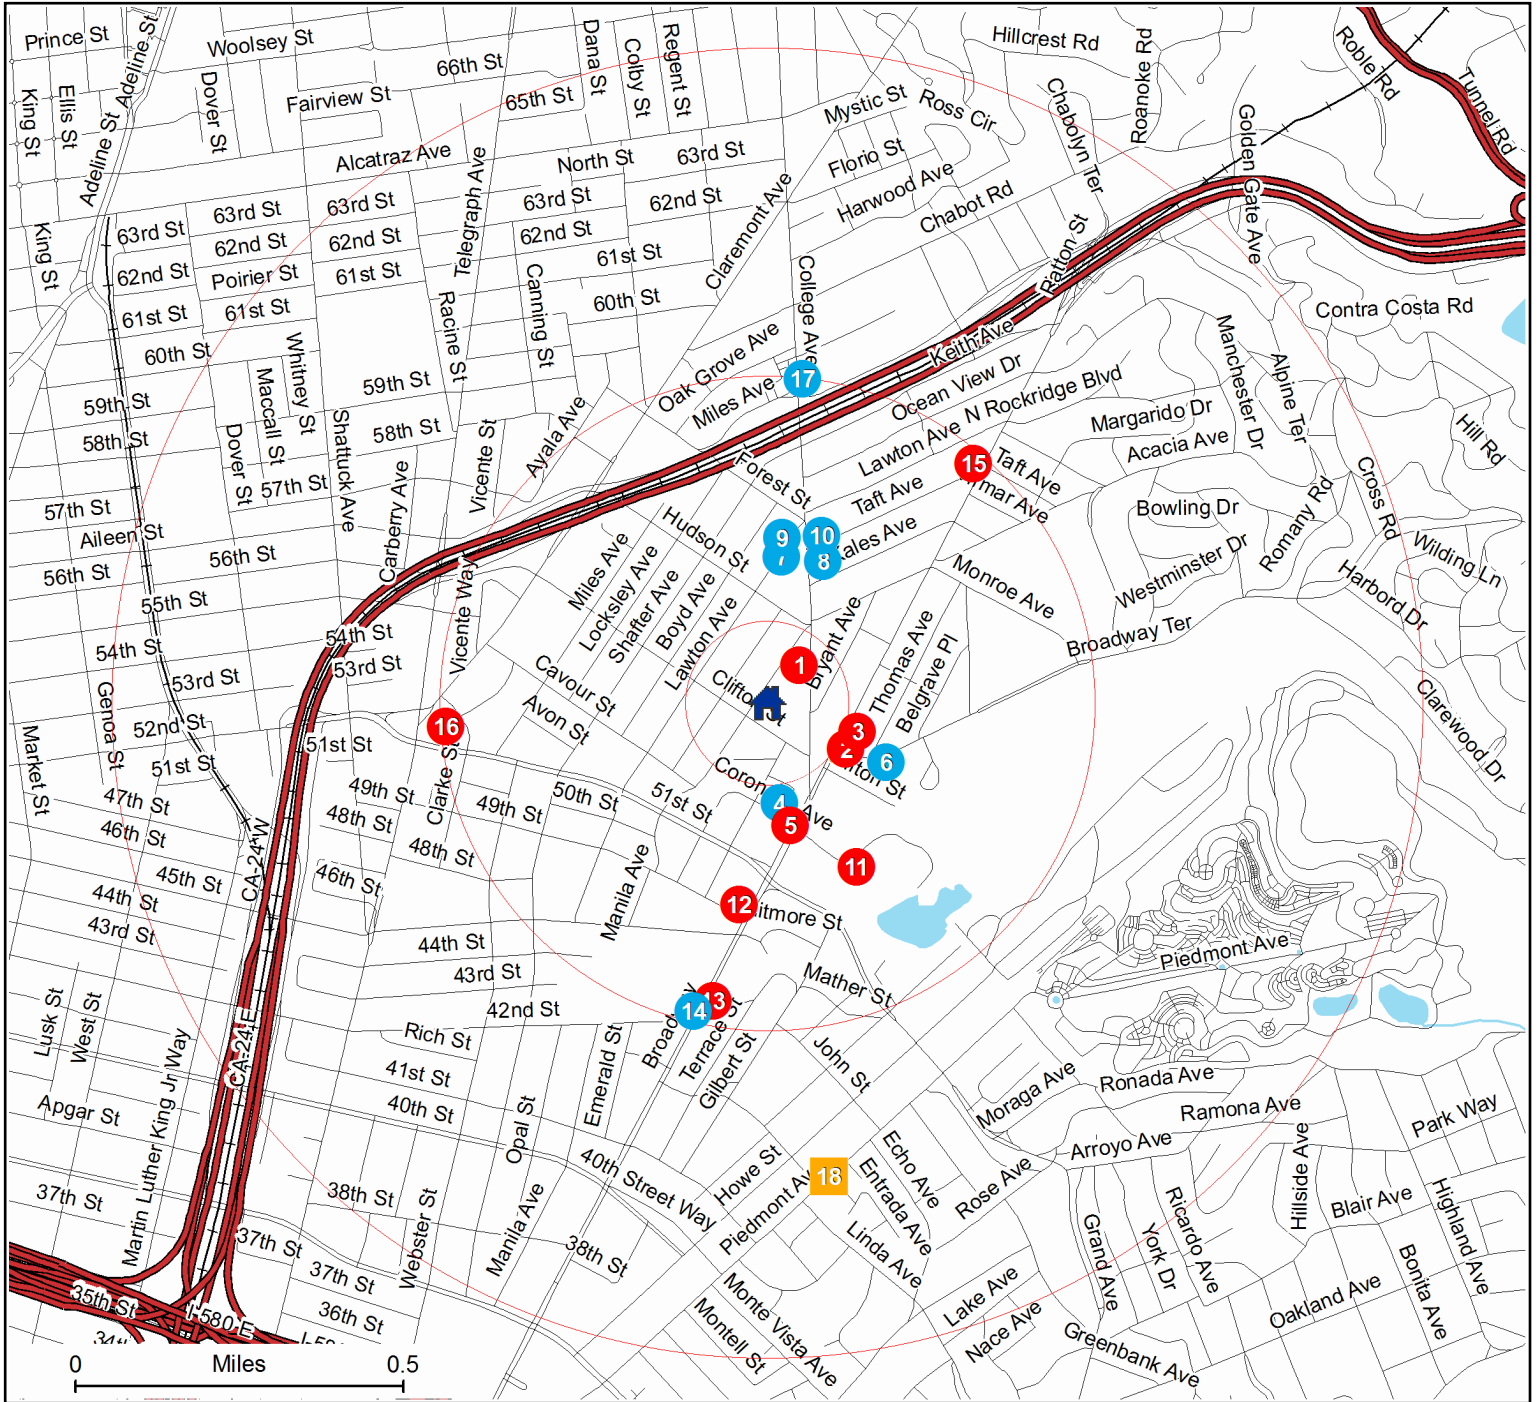 Prince St
Woolsey St
Adeline St
Dana St
Colby St
Regent St
Hillcrest Rd
Roanoke Rd
Roble Rd
Tunnel Rd
King St
Ellis St
Dover St
66th St
Fairview St
65th St
Mystic St
Ross Cir
Chabolyn Ter
Golden Gate Ave
Adeline St
Alcatraz Ave
Telegraph Ave
North St
63rd St
Florio St
Harwood Ave
Chabot Rd
63rd St
63rd St
63rd St
63rd St
62nd St
Claremont Ave
King St
62nd St
62nd St
62nd St
61st St
College Ave
62nd St
Poirier St
61st St
Canning St
60th St
61st St
61st St
Racine St
Contra Costa Rd
60th St
Whitney St
Oak Grove Ave
Keith Ave
Manchester Dr
Alpine Ter
59th St
Maccall St
59th St
Miles Ave
17
Ocean View Dr
N Rockridge Blvd
58th St
Dover St
Shattuck Ave
58th St
Vicente St
Ayala Ave
Lawton Ave
Margarido Dr
Acacia Ave
Hill Rd
57th St
57th St
Carberry Ave
Forest St
Taft Ave
15
Taft Ave
Bowling Dr
Romany Rd
Cross Rd
Aileen St
56th St
Hudson St
9
10
7
8
Monroe Ave
Westminster Dr
Wilding Ln
56th St
Miles Ave
Locksley Ave
Shafter Ave
Boyd Ave
Lawton Ave
Harbord Dr
55th St
Vicente Way
Broadway Ter
54th St
54th St
53rd St
53rd St
Cavour St
Avon St
1
Bryant Ave
Thomas Ave
Belgrave Pl
Clarewood Dr
Genoa St
52nd St
51st St
51st St
16
Clarke St
3
2
6
Market St
47th St
46th St
45th St
44th St
43rd St
49th St
48th St
49th St
50th St
51st St
4
Ave
5
48th St
46th St
CA-24 W
Manila Ave
11
12
44th St
43rd St
42nd St
Mather St
Piedmont Ave
Lusk St
West St
CA-24 E
Rich St
14
13
Terrace St
Gilbert St
John St
41st St
40th St
Emerald St
Moraga Ave
Ronada Ave
Ramona Ave
Park Way
Apgar St
Martin Luther King Jr Way
Opal St
Arroyo Ave
Hillside Ave
37th St
38th St
Webster St
Manila Ave
40th Street Way
Howe St
18
Echo Ave
Entrada Ave
Rose Ave
Ricardo Ave
Blair Ave
Highland Ave
37th St
38th St
Linda Ave
Grand Ave
York Dr
Bonita Ave
37th St
36th St
35th St
I-580 E
Monte Vista Ave
Montell St
Lake Ave
Nace Ave
Oakland Ave
Greenbank Ave
0
Miles
0.5